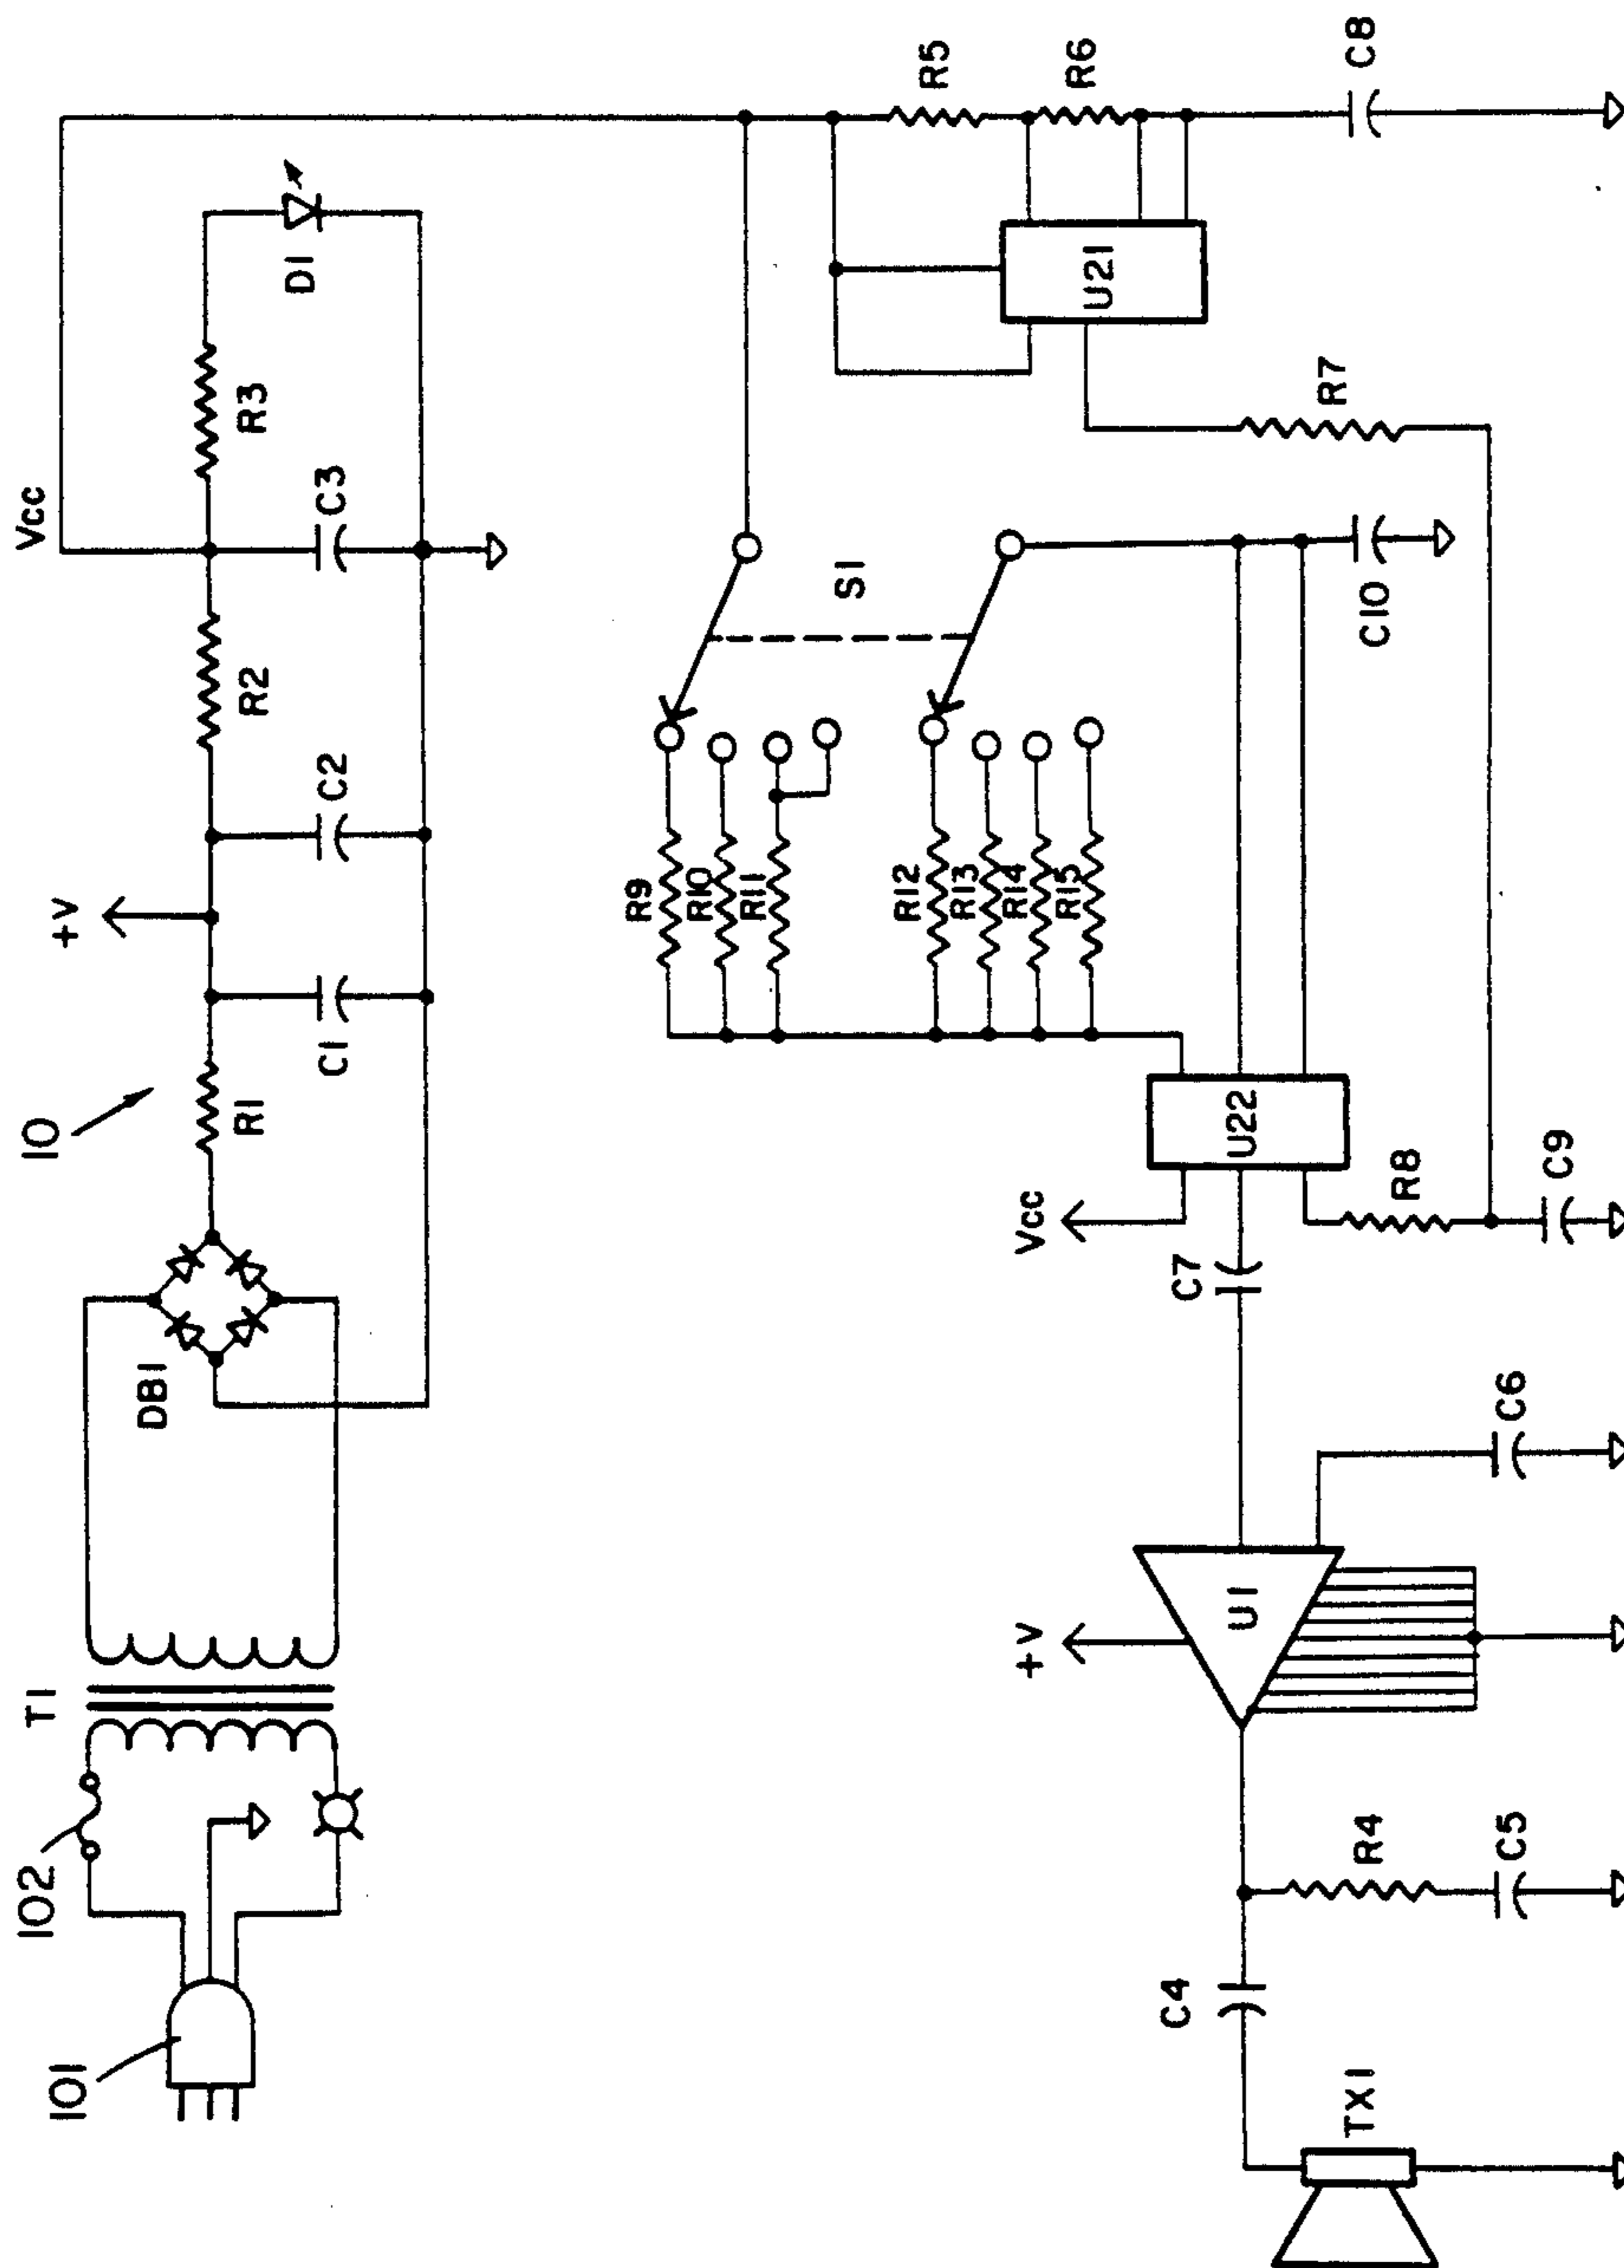 10
Vcc
+V
T1
102
101
DB1
R1
C1
C2
R2
C3
R3
D1
R9
R10
R11
R12
R13
R14
R15
S1
R5
R6
C8
U21
R7
C10
U22
Vcc
R8
C9
C7
C6
+V
U1
R4
C5
C4
TX1